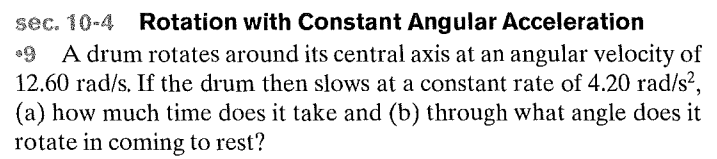 sec. 10-4 Rotation with Constant Angular Acceleration
•9 A drum rotates around its central axis at an angular velocity of
12.60 rad/s. If the drum then slows at a constant rate of 4.20 rad/s²,
(a) how much time does it take and (b) through what angle does it
rotate in coming to rest?